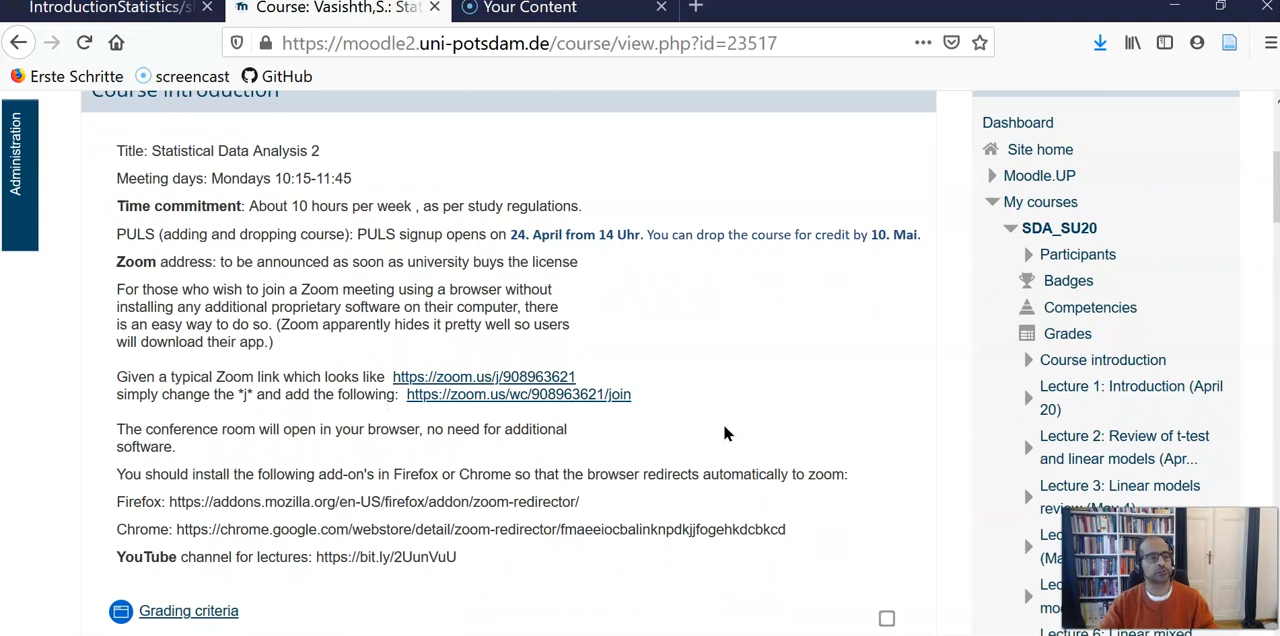 IntroductionStatistics/s
Course: Vasishth,S.: Stat
Your Content
https://moodle2.uni-potsdam.de/course/view.php?id=23517
Erste Schritte
screencast
GitHub
Administration
Course introduction
Title: Statistical Data Analysis 2
Meeting days: Mondays 10:15-11:45
Time commitment: About 10 hours per week , as per study regulations.
PULS (adding and dropping course): PULS signup opens on 24. April from 14 Uhr. You can drop the course for credit by 10. Mai.
Zoom address: to be announced as soon as university buys the license
For those who wish to join a Zoom meeting using a browser without
installing any additional proprietary software on their computer, there
is an easy way to do so. (Zoom apparently hides it pretty well so users
will download their app.)
Given a typical Zoom link which looks like https://zoom.us/j/908963621
simply change the *j* and add the following: https://zoom.us/wc/908963621/join
The conference room will open in your browser, no need for additional
software.
You should install the following add-on's in Firefox or Chrome so that the browser redirects automatically to zoom:
Firefox: https://addons.mozilla.org/en-US/firefox/addon/zoom-redirector/
Chrome: https://chrome.google.com/webstore/detail/zoom-redirector/fmaeeiocbalinknpdkjjfogehkdcbkcd
YouTube channel for lectures: https://bit.ly/2UunVuU
Grading criteria
Dashboard
Site home
Moodle.UP
My courses
SDA_SU20
Participants
Badges
Competencies
Grades
Course introduction
Lecture 1: Introduction (April
20)
Lecture 2: Review of t-test
and linear models (Apr...
Lecture 3: Linear models
review (May 4)
Lec
(Ma
Lec
mo
Lecture 6: Linear mixed